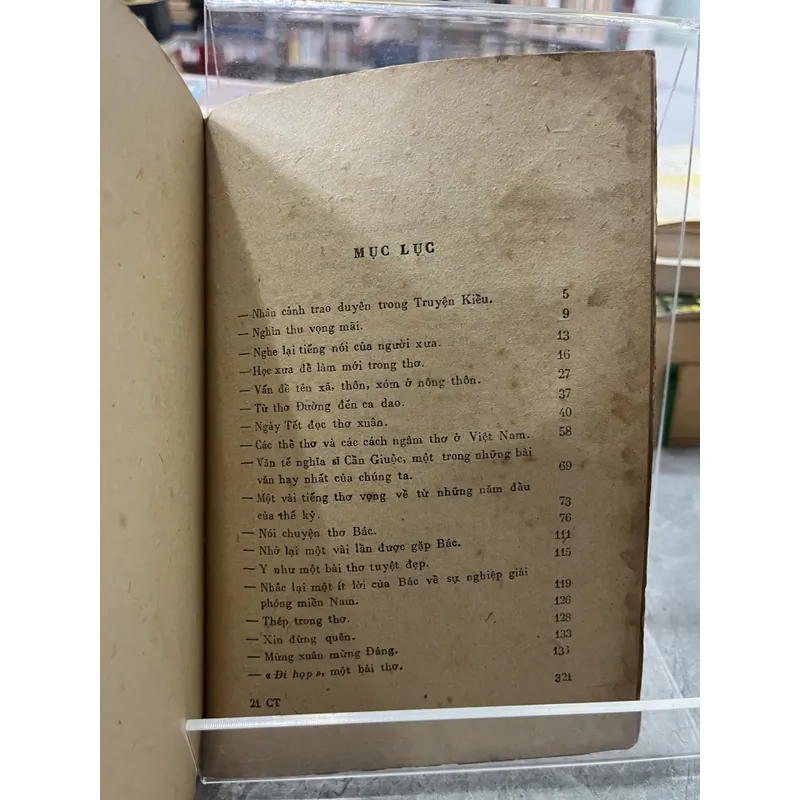 MỤC LỤC
— Nhân cảnh trao duyên trong Truyện Kiều. 5
— Nghìn thu vọng mãi. 9
— Nghe lại tiếng nói của người xưa. 13
— Học xưa để làm mới trong thơ. 16
— Vấn đề tên xã, thôn, xóm ở nông thôn. 27
— Từ thơ Đường đến ca dao. 37
— Ngày Tết đọc thơ xuân. 40
— Các thể thơ và các cách ngâm thơ ở Việt Nam. 58
— Văn tế nghĩa sĩ Cần Giuộc, một trong những bài
văn hay nhất của chúng ta. 69
— Một vài tiếng thơ vọng về từ những năm đầu
của thế kỷ. 73
— Nói chuyện thơ Bác. 76
— Nhớ lại một vài lần được gặp Bác. 111
— Y như một bài thơ tuyệt đẹp. 115
— Nhắc lại một ít lời của Bác về sự nghiệp giải
phóng miền Nam. 119
— Thép trong thơ. 126
— Xin đừng quên. 128
— Mừng xuân mừng Đảng. 133
— «Đi họp», một bài thơ. 136
21 CT 321